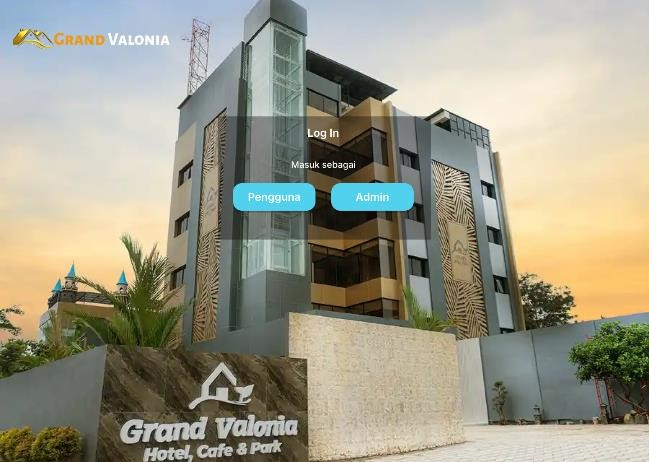 GRAND VALONIA
Log In
Masuk sebagai
Pengguna
Admin
Grand Valonia
Hotel, Cafe & Park